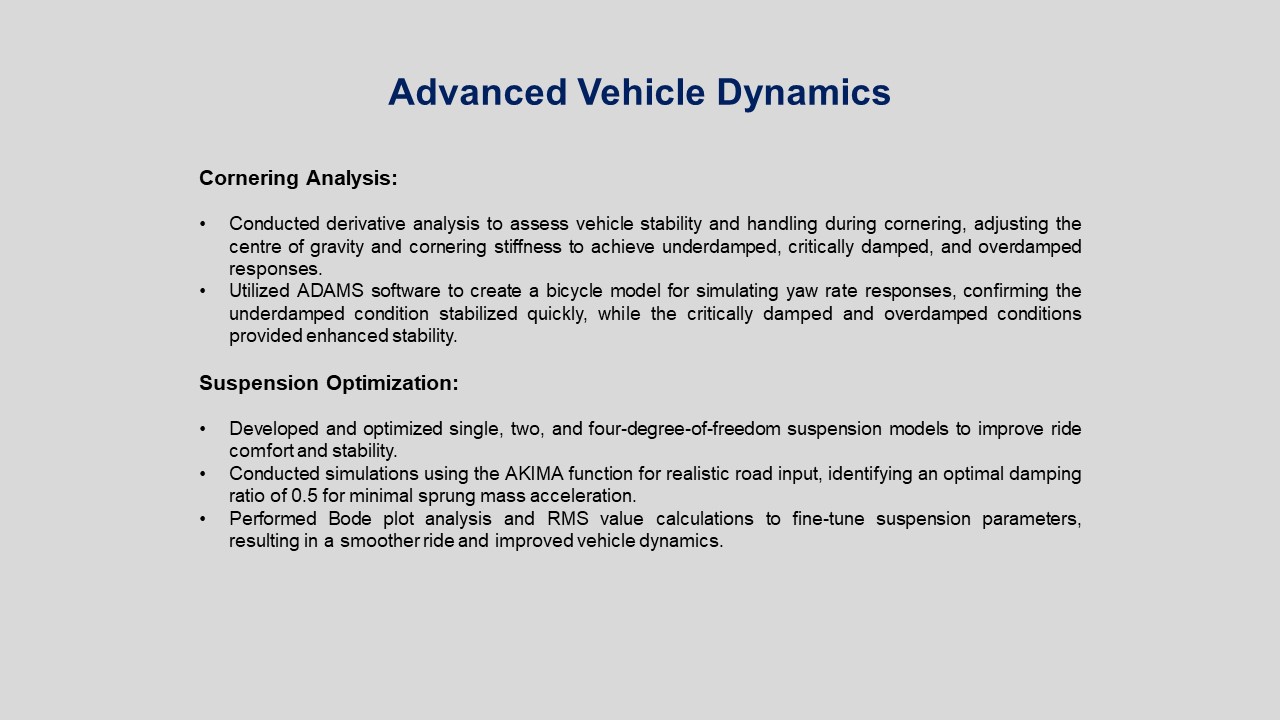 Advanced Vehicle Dynamics
Cornering Analysis:
• Conducted derivative analysis to assess vehicle stability and handling during cornering, adjusting the
centre of gravity and cornering stiffness to achieve underdamped, critically damped, and overdamped
responses.
• Utilized ADAMS software to create a bicycle model for simulating yaw rate responses, confirming the
underdamped condition stabilized quickly, while the critically damped and overdamped conditions
provided enhanced stability.
Suspension Optimization:
• Developed and optimized single, two, and four-degree-of-freedom suspension models to improve ride
comfort and stability.
• Conducted simulations using the AKIMA function for realistic road input, identifying an optimal damping
ratio of 0.5 for minimal sprung mass acceleration.
• Performed Bode plot analysis and RMS value calculations to fine-tune suspension parameters,
resulting in a smoother ride and improved vehicle dynamics.